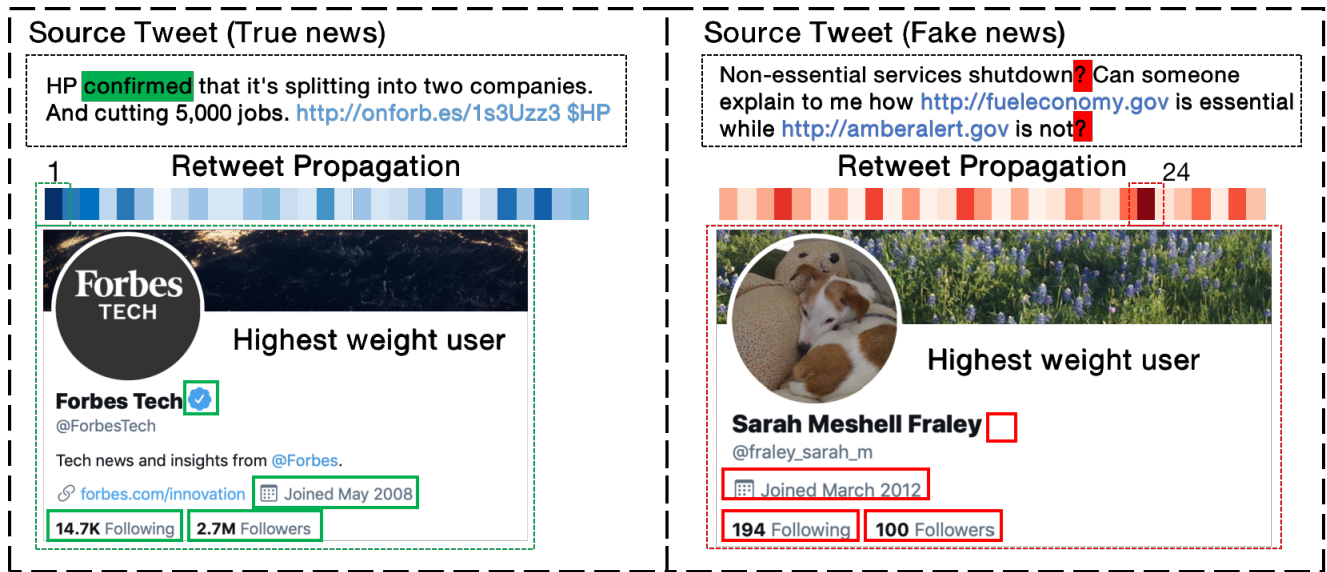 Source Tweet (True news)
HP confirmed that it's splitting into two companies.
And cutting 5,000 jobs. http://onforb.es/1s3Uzz3 $HP
Retweet Propagation
1
Forbes
TECH
Highest weight user
Forbes Tech
@ForbesTech
Tech news and insights from @Forbes.
forbes.com/innovation Joined May 2008
14.7K Following 2.7M Followers
Source Tweet (Fake news)
Non-essential services shutdown? Can someone
explain to me how http://fueleconomy.gov is essential
while http://amberalert.gov is not?
Retweet Propagation
24
Highest weight user
Sarah Meshell Fraley
@fraley_sarah_m
Joined March 2012
194 Following 100 Followers